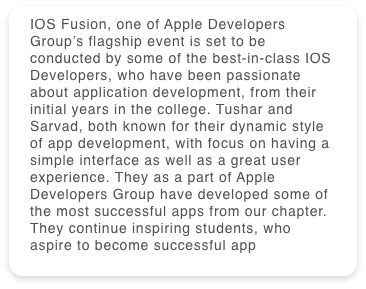 IOS Fusion, one of Apple Developers
Group’s flagship event is set to be
conducted by some of the best-in-class IOS
Developers, who have been passionate
about application development, from their
initial years in the college. Tushar and
Sarvad, both known for their dynamic style
of app development, with focus on having a
simple interface as well as a great user
experience. They as a part of Apple
Developers Group have developed some of
the most successful apps from our chapter.
They continue inspiring students, who
aspire to become successful app